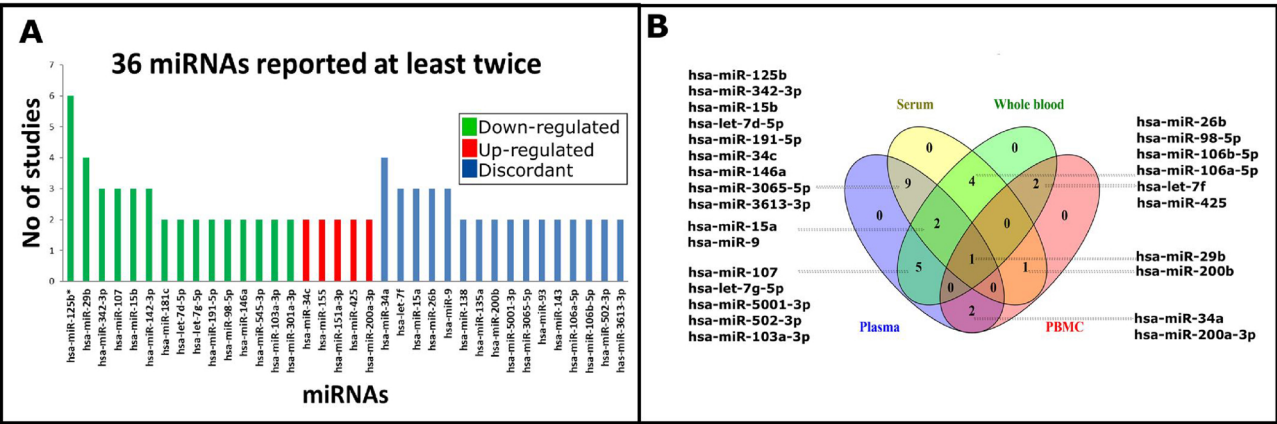 A
36 miRNAs reported at least twice
7
6
5
4
3
2
1
0
No of studies
Down-regulated
Up-regulated
Discordant
hsa-miR-125b*
hsa-miR-29b
hsa-miR-342-3p
hsa-miR-107
hsa-miR-15b
hsa-miR-142-3p
hsa-miR-181c
hsa-let-7d-5p
hsa-let-7g-5p
hsa-miR-191-5p
hsa-miR-98-5p
hsa-miR-146a
hsa-miR-545-3p
hsa-miR-103a-3p
hsa-miR-301a-3p
hsa-miR-34c
hsa-miR-155
hsa-miR-151a-3p
hsa-miR-425
hsa-miR-200a-3p
hsa-miR-34a
hsa-let-7f
hsa-miR-15a
hsa-miR-26b
hsa-miR-9
hsa-miR-138
hsa-miR-135a
hsa-miR-200b
hsa-miR-5001-3p
hsa-miR-3065-5p
hsa-miR-93
hsa-miR-143
hsa-miR-106a-5p
hsa-miR-106b-5p
hsa-miR-502-3p
has-miR-3613-3p
miRNAs
B
hsa-miR-125b
hsa-miR-342-3p
hsa-miR-15b
hsa-let-7d-5p
hsa-miR-191-5p
hsa-miR-34c
hsa-miR-146a
hsa-miR-3065-5p
hsa-miR-3613-3p
hsa-miR-15a
hsa-miR-9
hsa-miR-107
hsa-let-7g-5p
hsa-miR-5001-3p
hsa-miR-502-3p
hsa-miR-103a-3p
Serum
Whole blood
0
0
9
4
2
0
2
0
0
5
1
1
0
0
2
Plasma
PBMC
hsa-miR-26b
hsa-miR-98-5p
hsa-miR-106b-5p
hsa-miR-106a-5p
hsa-let-7f
hsa-miR-425
hsa-miR-29b
hsa-miR-200b
hsa-miR-34a
hsa-miR-200a-3p